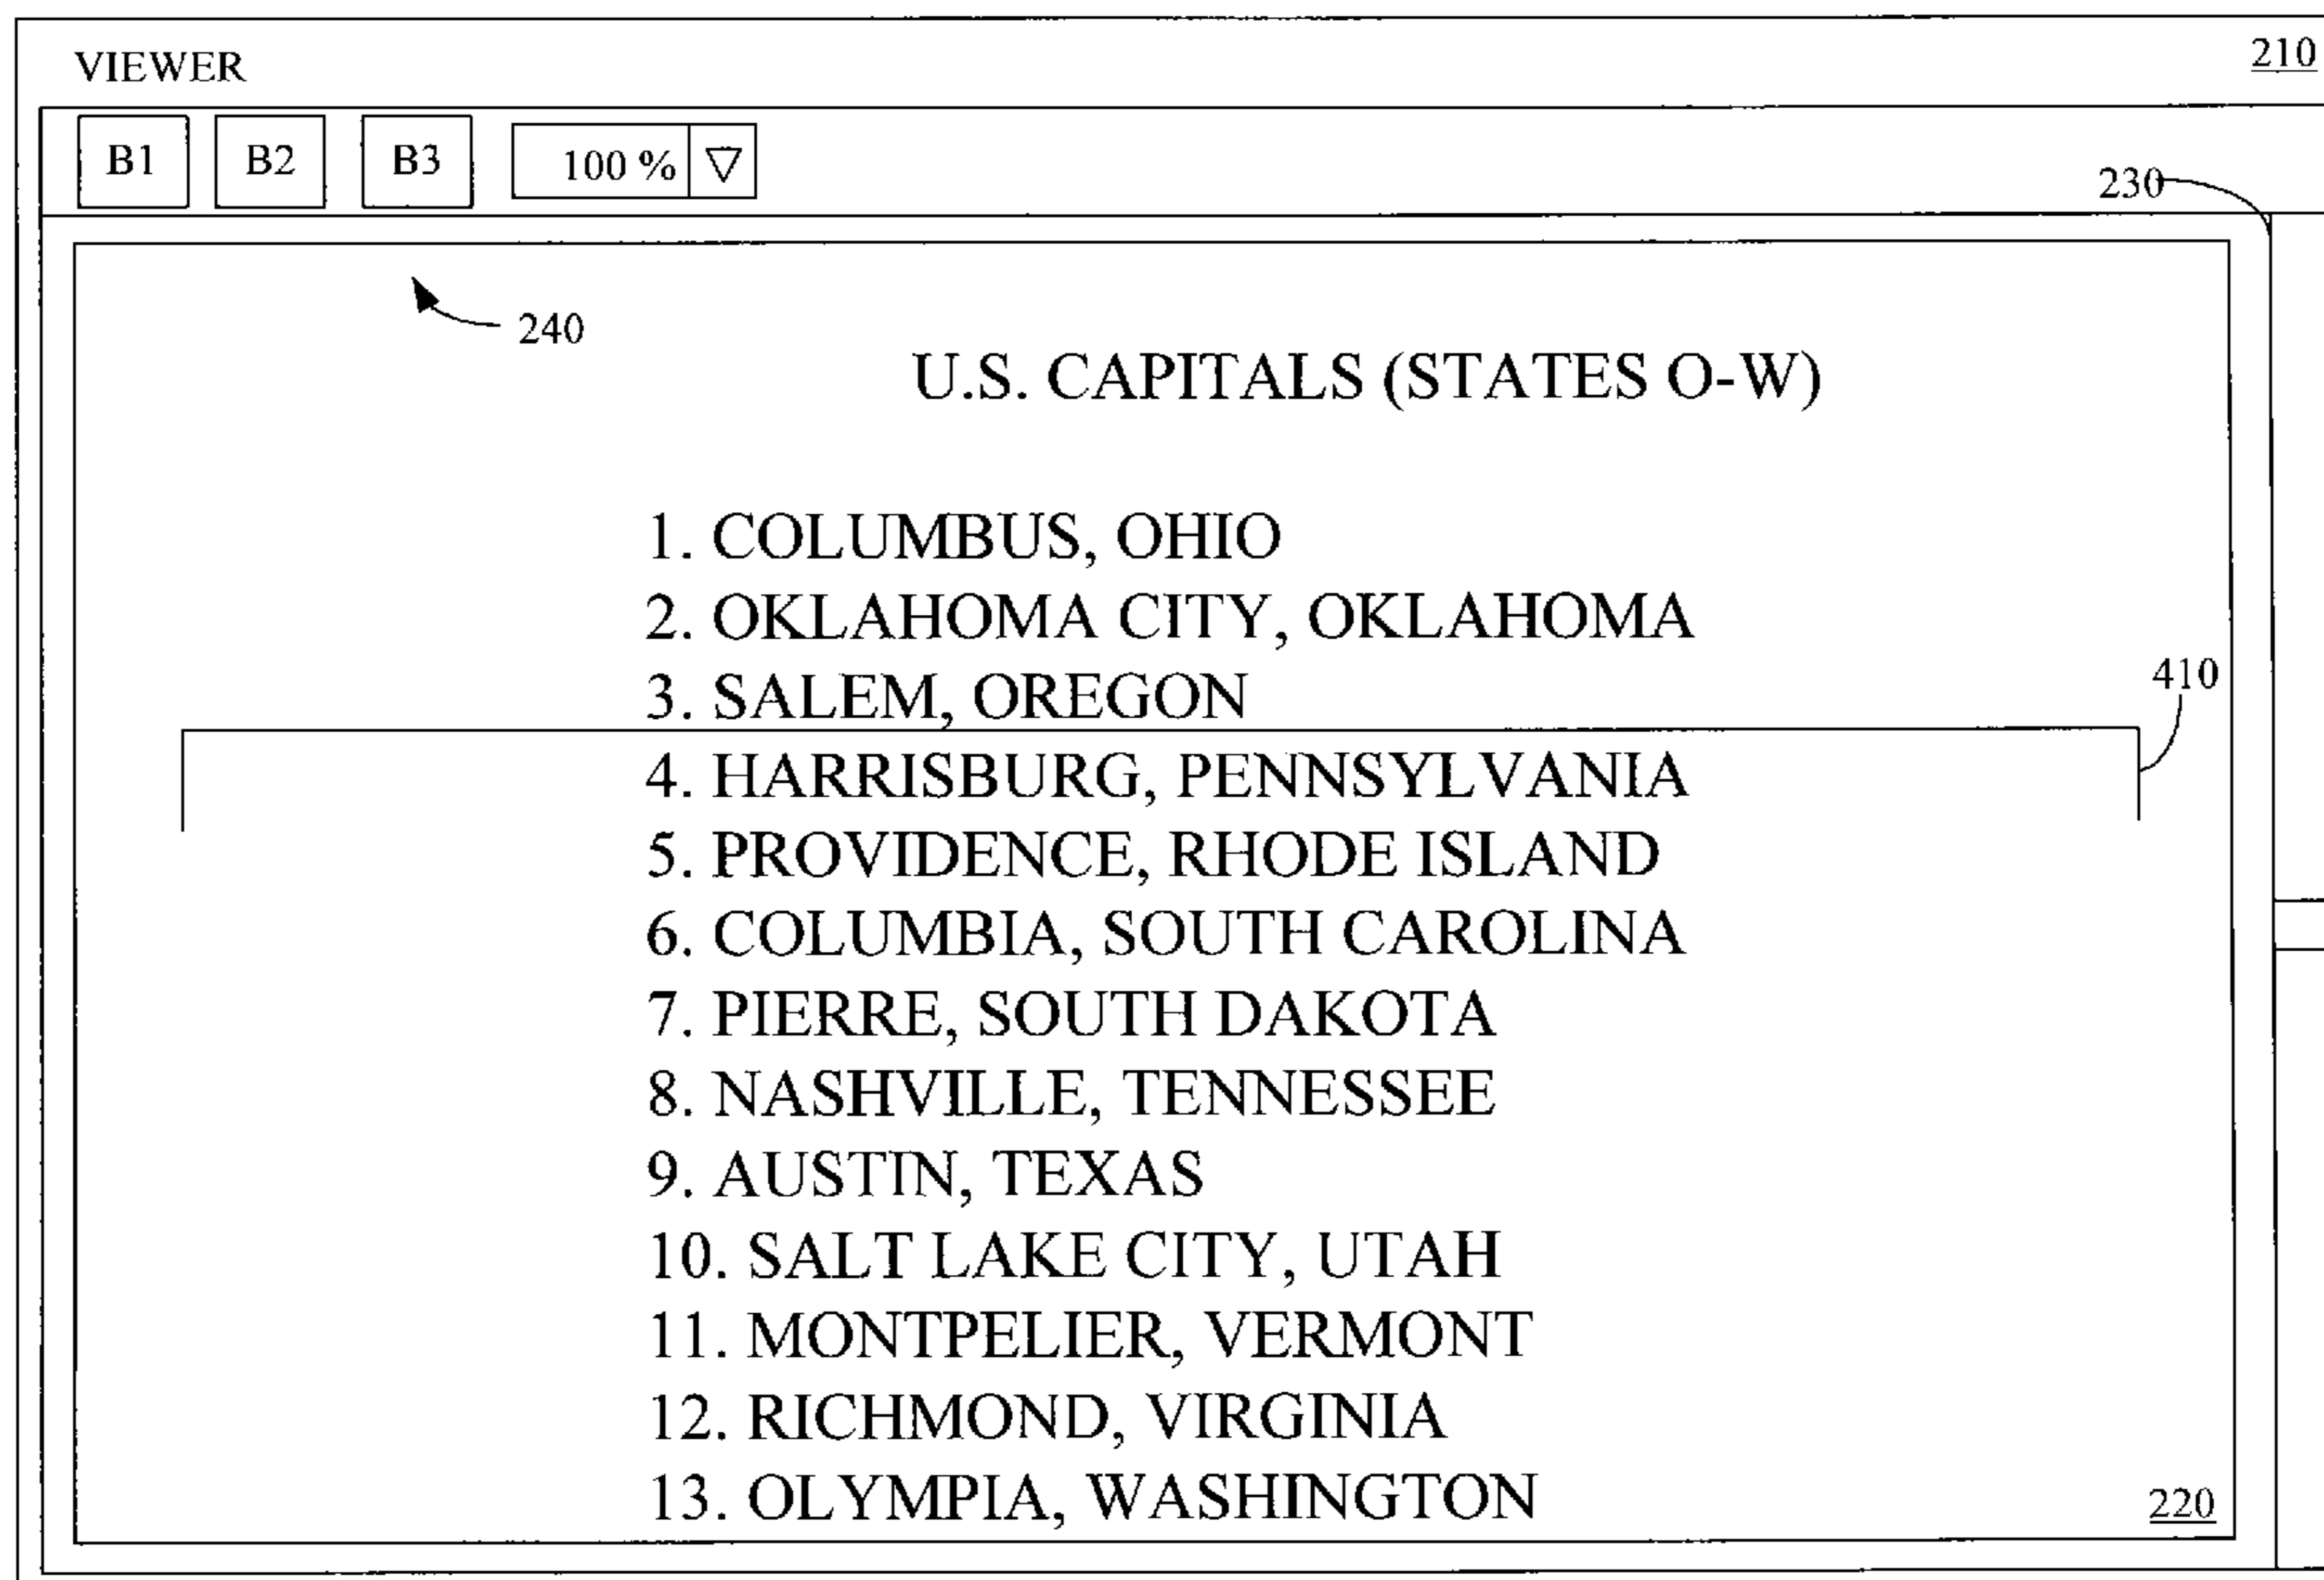 VIEWER 210
B1 B2 B3 100 %
230
240
U.S. CAPITALS (STATES O-W)
1. COLUMBUS, OHIO
2. OKLAHOMA CITY, OKLAHOMA
3. SALEM, OREGON
410
4. HARRISBURG, PENNSYLVANIA
5. PROVIDENCE, RHODE ISLAND
6. COLUMBIA, SOUTH CAROLINA
7. PIERRE, SOUTH DAKOTA
8. NASHVILLE, TENNESSEE
9. AUSTIN, TEXAS
10. SALT LAKE CITY, UTAH
11. MONTPELIER, VERMONT
12. RICHMOND, VIRGINIA
13. OLYMPIA, WASHINGTON
220